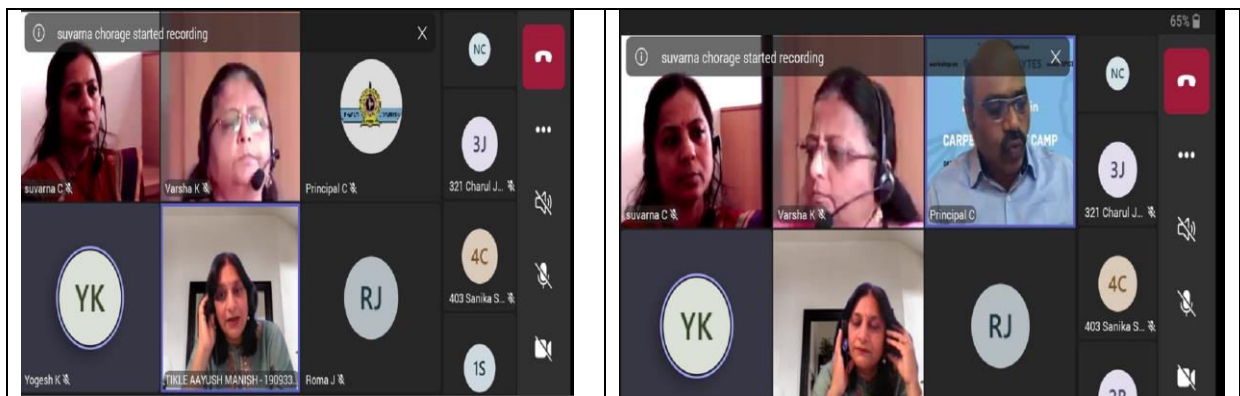 suvarna chorage started recording
X
NC
3J
suvarna C
Varsha K
Principal C
321 Charul J...
4C
YK
RJ
403 Sanika S...
1S
Yogesh K
TIKLE AAYUSH MANISH - 190933...
Roma J
65%
suvarna chorage started recording
X
NC
CAMP
3J
suvarna C
Varsha K
Principal C
321 Charul J...
4C
YK
RJ
403 Sanika S...